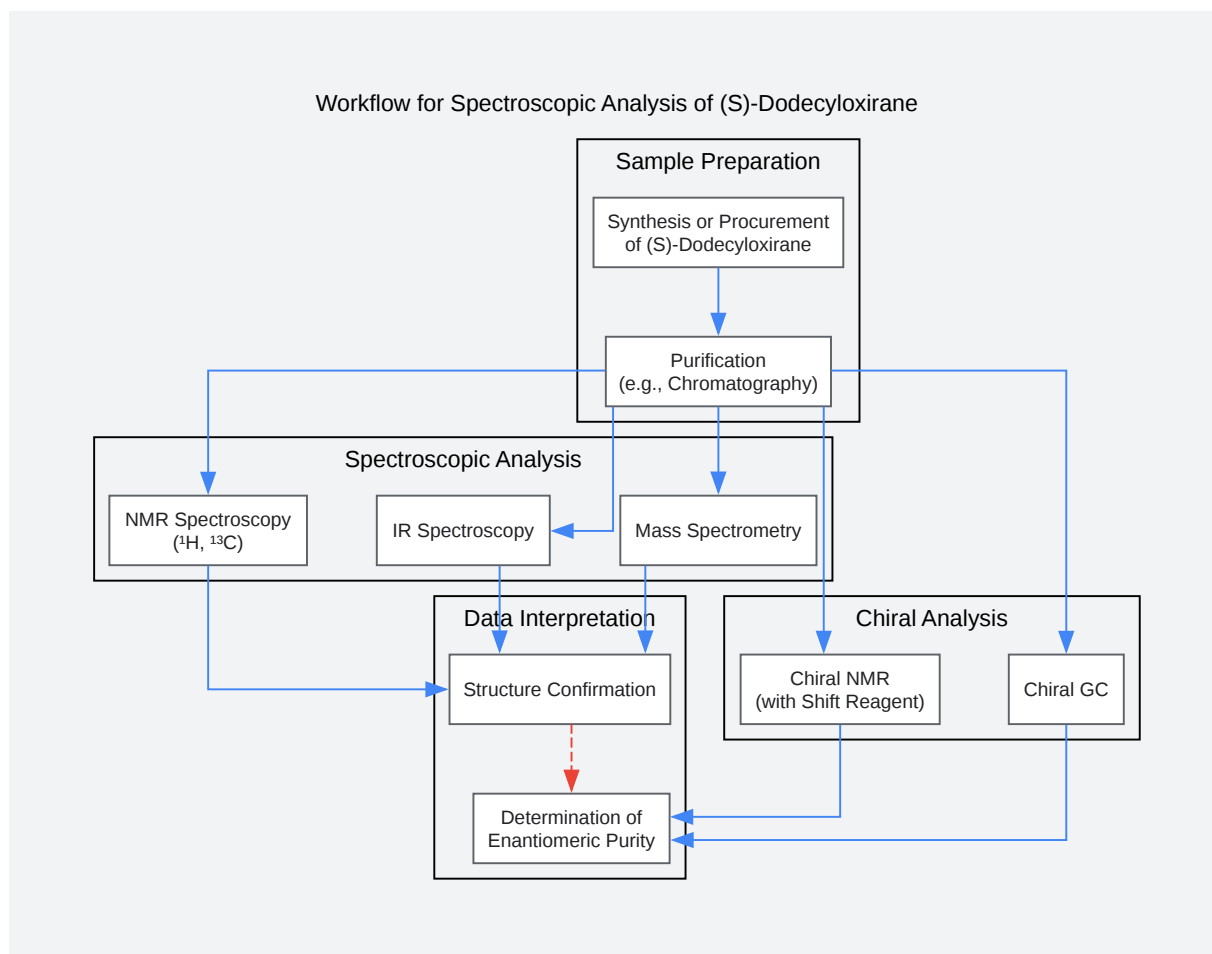 Workflow for Spectroscopic Analysis of (S)-Dodecyloxirane
Sample Preparation
Synthesis or Procurement
of (S)-Dodecyloxirane
Purification
(e.g., Chromatography)
Spectroscopic Analysis
NMR Spectroscopy
(¹H, ¹³C)
IR Spectroscopy
Mass Spectrometry
Data Interpretation
Structure Confirmation
Determination of
Enantiomeric Purity
Chiral Analysis
Chiral NMR
(with Shift Reagent)
Chiral GC